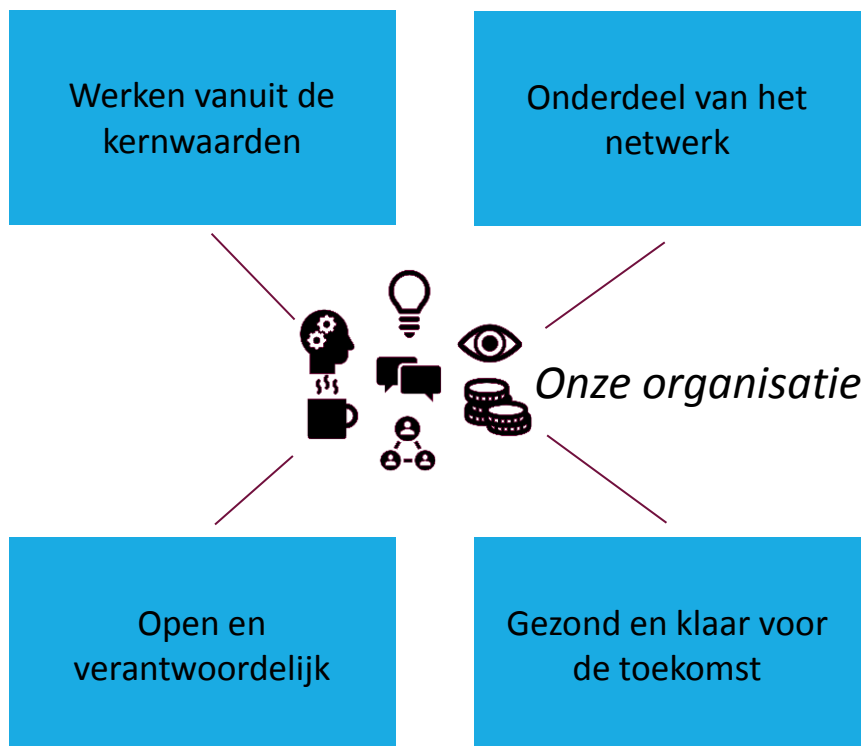 Werken vanuit de
kernwaarden
Onderdeel van het
netwerk
Onze organisatie
Open en
verantwoordelijk
Gezond en klaar voor
de toekomst